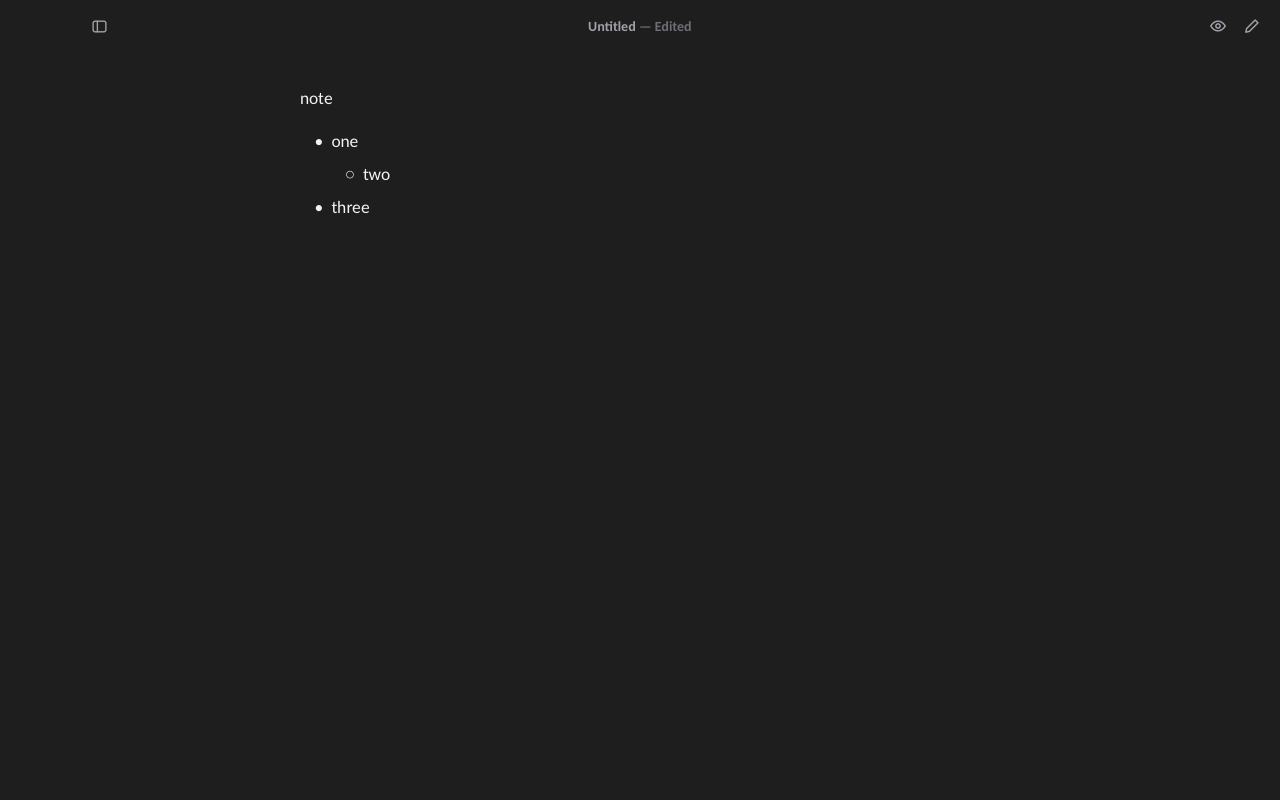 Untitled — Edited
note
• one
◦ two
• three